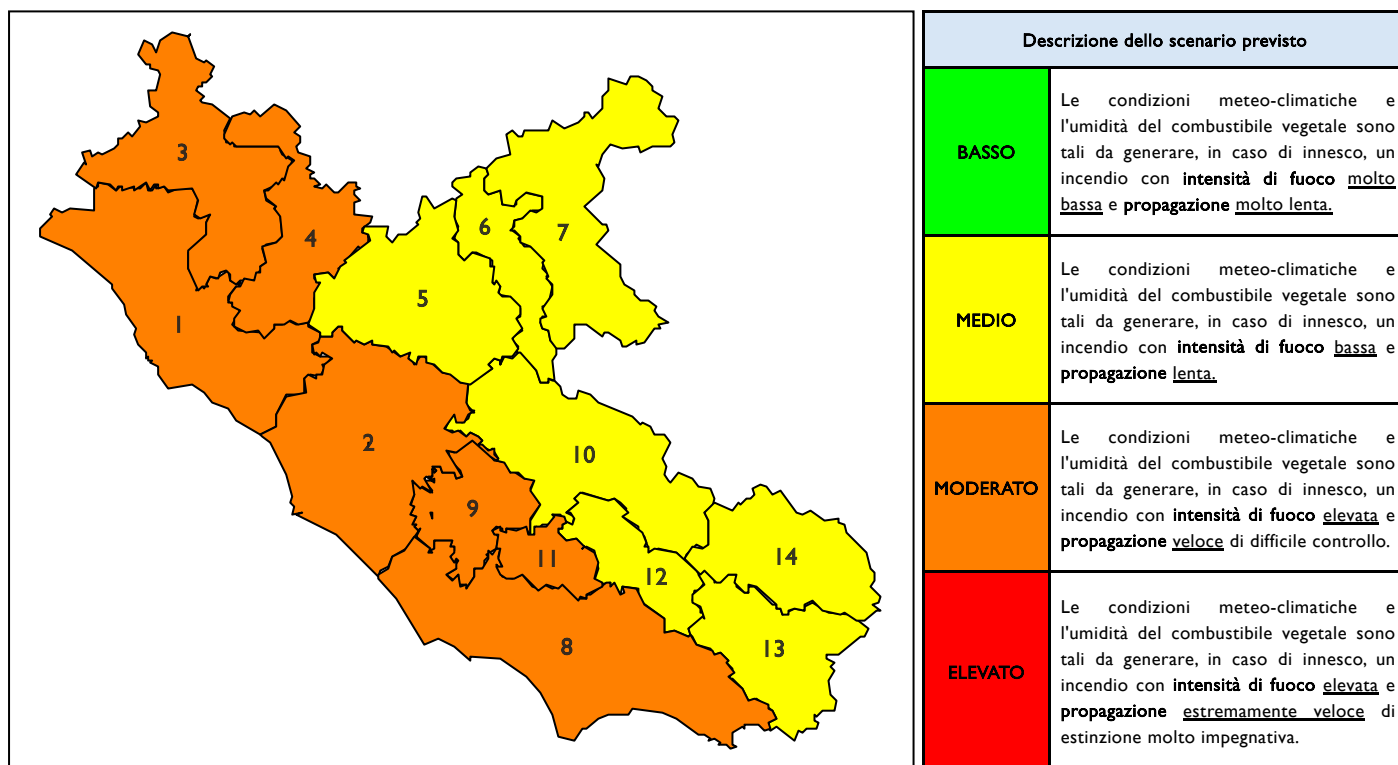 3
4
6
7
5
1
2
10
9
11
12
14
8
13
Descrizione dello scenario previsto
BASSO
Le condizioni meteo-climatiche e
l'umidità del combustibile vegetale sono
tali da generare, in caso di innesco, un
incendio con intensità di fuoco molto
bassa e propagazione molto lenta.
MEDIO
Le condizioni meteo-climatiche e
l'umidità del combustibile vegetale sono
tali da generare, in caso di innesco, un
incendio con intensità di fuoco bassa e
propagazione lenta.
MODERATO
Le condizioni meteo-climatiche e
l'umidità del combustibile vegetale sono
tali da generare, in caso di innesco, un
incendio con intensità di fuoco elevata e
propagazione veloce di difficile controllo.
ELEVATO
Le condizioni meteo-climatiche e
l'umidità del combustibile vegetale sono
tali da generare, in caso di innesco, un
incendio con intensità di fuoco elevata e
propagazione estremamente veloce di
estinzione molto impegnativa.